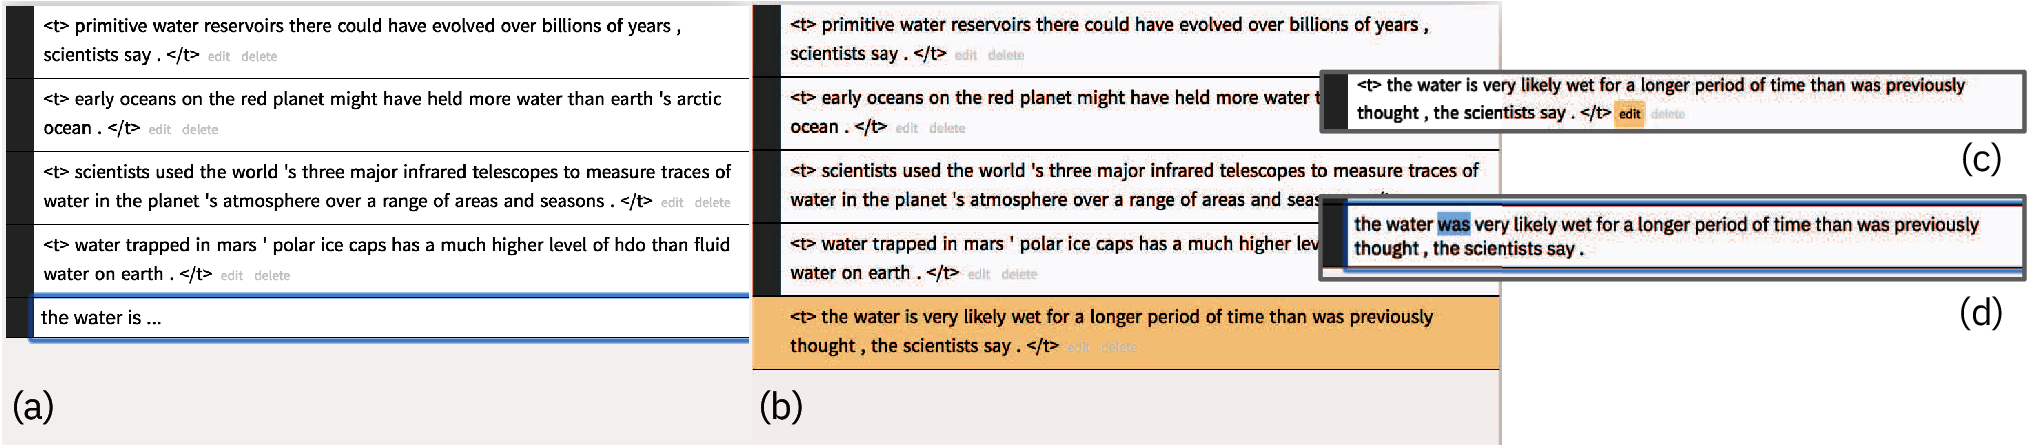 <t> primitive water reservoirs there could have evolved over billions of years ,
scientists say . </t> edit delete
<t> early oceans on the red planet might have held more water than earth 's arctic
ocean . </t> edit delete
<t> scientists used the world 's three major infrared telescopes to measure traces of
water in the planet 's atmosphere over a range of areas and seasons . </t> edit delete
<t> water trapped in mars ' polar ice caps has a much higher level of hdo than fluid
water on earth . </t> edit delete
the water is ...
(a)
<t> primitive water reservoirs there could have evolved over billions of years ,
scientists say . </t> edit delete
<t> early oceans on the red planet might have held more water
ocean . </t> edit delete
<t> scientists used the world 's three major infrared telescopes to measure traces of
water in the planet 's atmosphere over a range of areas and
<t> water trapped in mars ' polar ice caps has a much higher
water on earth . </t> edit delete
<t> the water is very likely wet for a longer period of time than was previously
thought , the scientists say . </t> edit delete
(b)
<t> the water is very likely wet for a longer period of time than was previously
thought , the scientists say . </t> edit delete
(c)
the water was very likely wet for a longer period of time than was previously
thought , the scientists say .
(d)